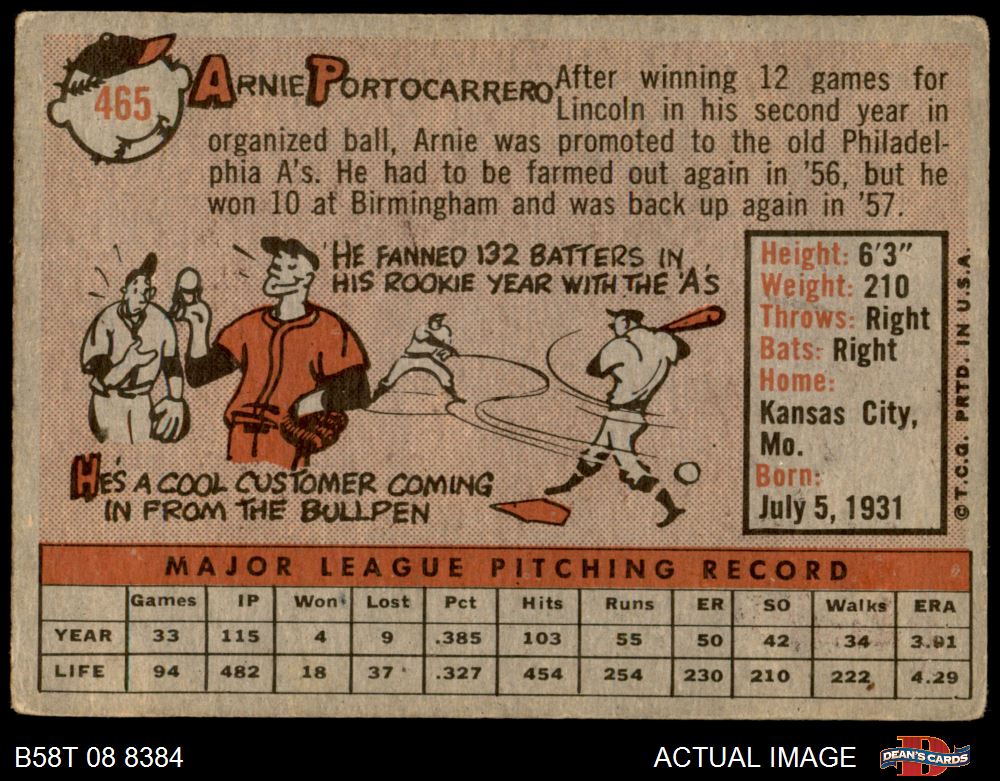 465
ARNIE PORTOCARRERO
After winning 12 games for
Lincoln in his second year in
organized ball, Arnie was promoted to the old Philadel-
phia A's. He had to be farmed out again in '56, but he
won 10 at Birmingham and was back up again in '57.
HE FANNED 132 BATTERS IN
HIS ROOKIE YEAR WITH THE 'A'S
HE'S A COOL CUSTOMER COMING
IN FROM THE BULLPEN
Height: 6'3"
Weight: 210
Throws: Right
Bats: Right
Home:
Kansas City,
Mo.
Born:
July 5, 1931
© T.C.G. PRTD. IN U.S.A.
MAJOR LEAGUE PITCHING RECORD
Games IP Won Lost Pct Hits Runs ER SO Walks ERA
YEAR 33 115 4 9 .385 103 55 50 42 34 3.91
LIFE 94 482 18 37 .327 454 254 230 210 222 4.29
B58T 08 8384
ACTUAL IMAGE
D
DEAN'S CARDS